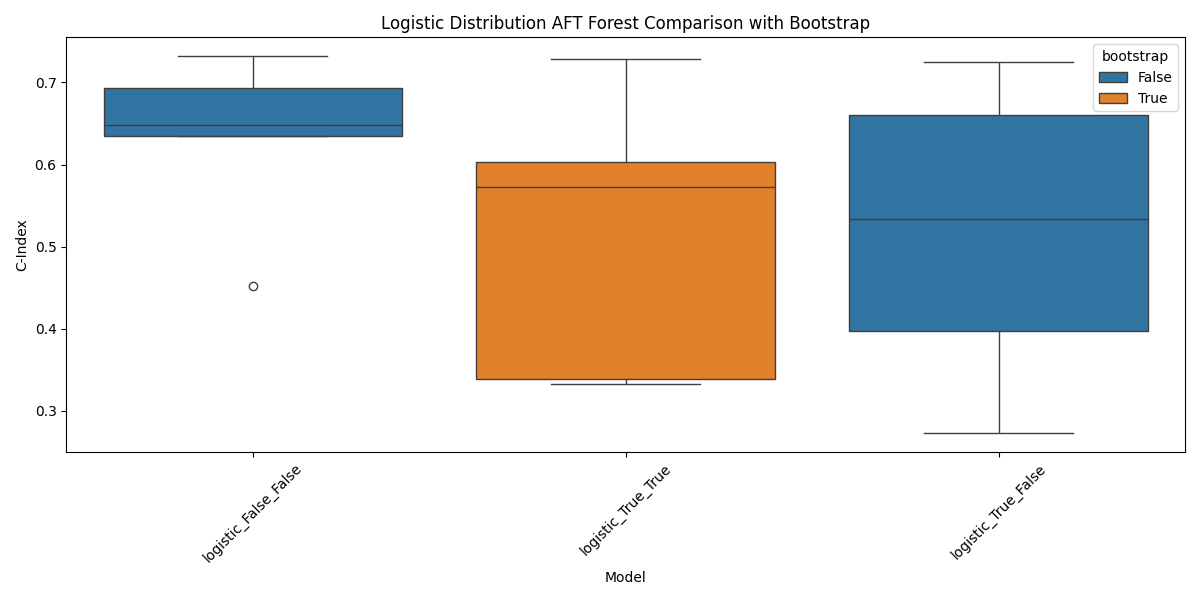 Logistic Distribution AFT Forest Comparison with Bootstrap
bootstrap
False
True
C-Index
0.7
0.6
0.5
0.4
0.3
logistic_False_False
logistic_True_True
logistic_True_False
Model